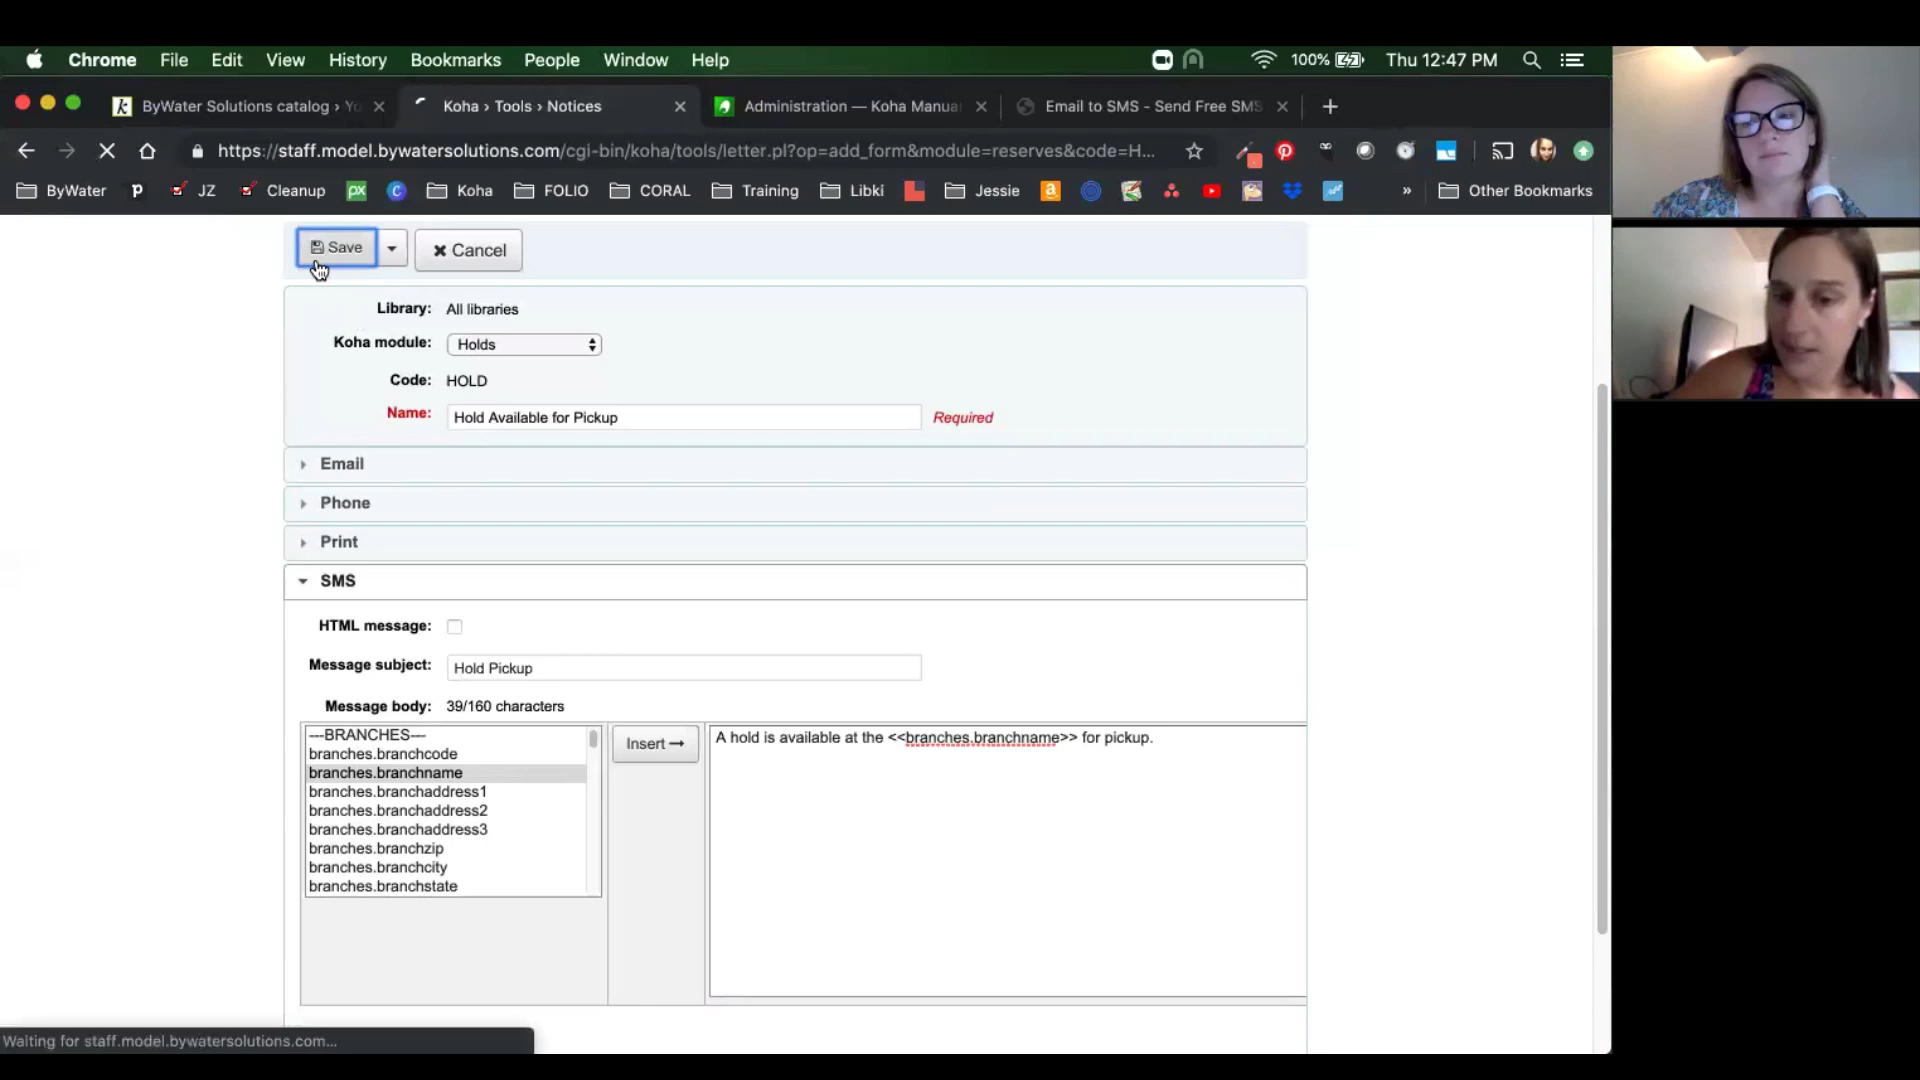 Chrome File Edit View History Bookmarks People Window Help 100% Thu 12:47 PM
ByWater Solutions catalog › Yo
Koha › Tools › Notices
Administration — Koha Manua
Email to SMS - Send Free SMS
https://staff.model.bywatersolutions.com/cgi-bin/koha/tools/letter.pl?op=add_form&module=reserves&code=H...
ByWater JZ Cleanup Koha FOLIO CORAL Training Libki Jessie » Other Bookmarks
Save Cancel
Library: All libraries
Koha module: Holds
Code: HOLD
Name: Hold Available for Pickup Required
Email
Phone
Print
SMS
HTML message:
Message subject: Hold Pickup
Message body: 39/160 characters
---BRANCHES---
branches.branchcode
branches.branchname
branches.branchaddress1
branches.branchaddress2
branches.branchaddress3
branches.branchzip
branches.branchcity
branches.branchstate
Insert
A hold is available at the <<branches.branchname>> for pickup.
Waiting for staff.model.bywatersolutions.com...